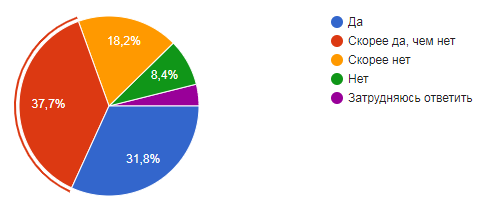 18,2%
8,4%
37,7%
31,8%
Да
Скорее да, чем нет
Скорее нет
Нет
Затрудняюсь ответить